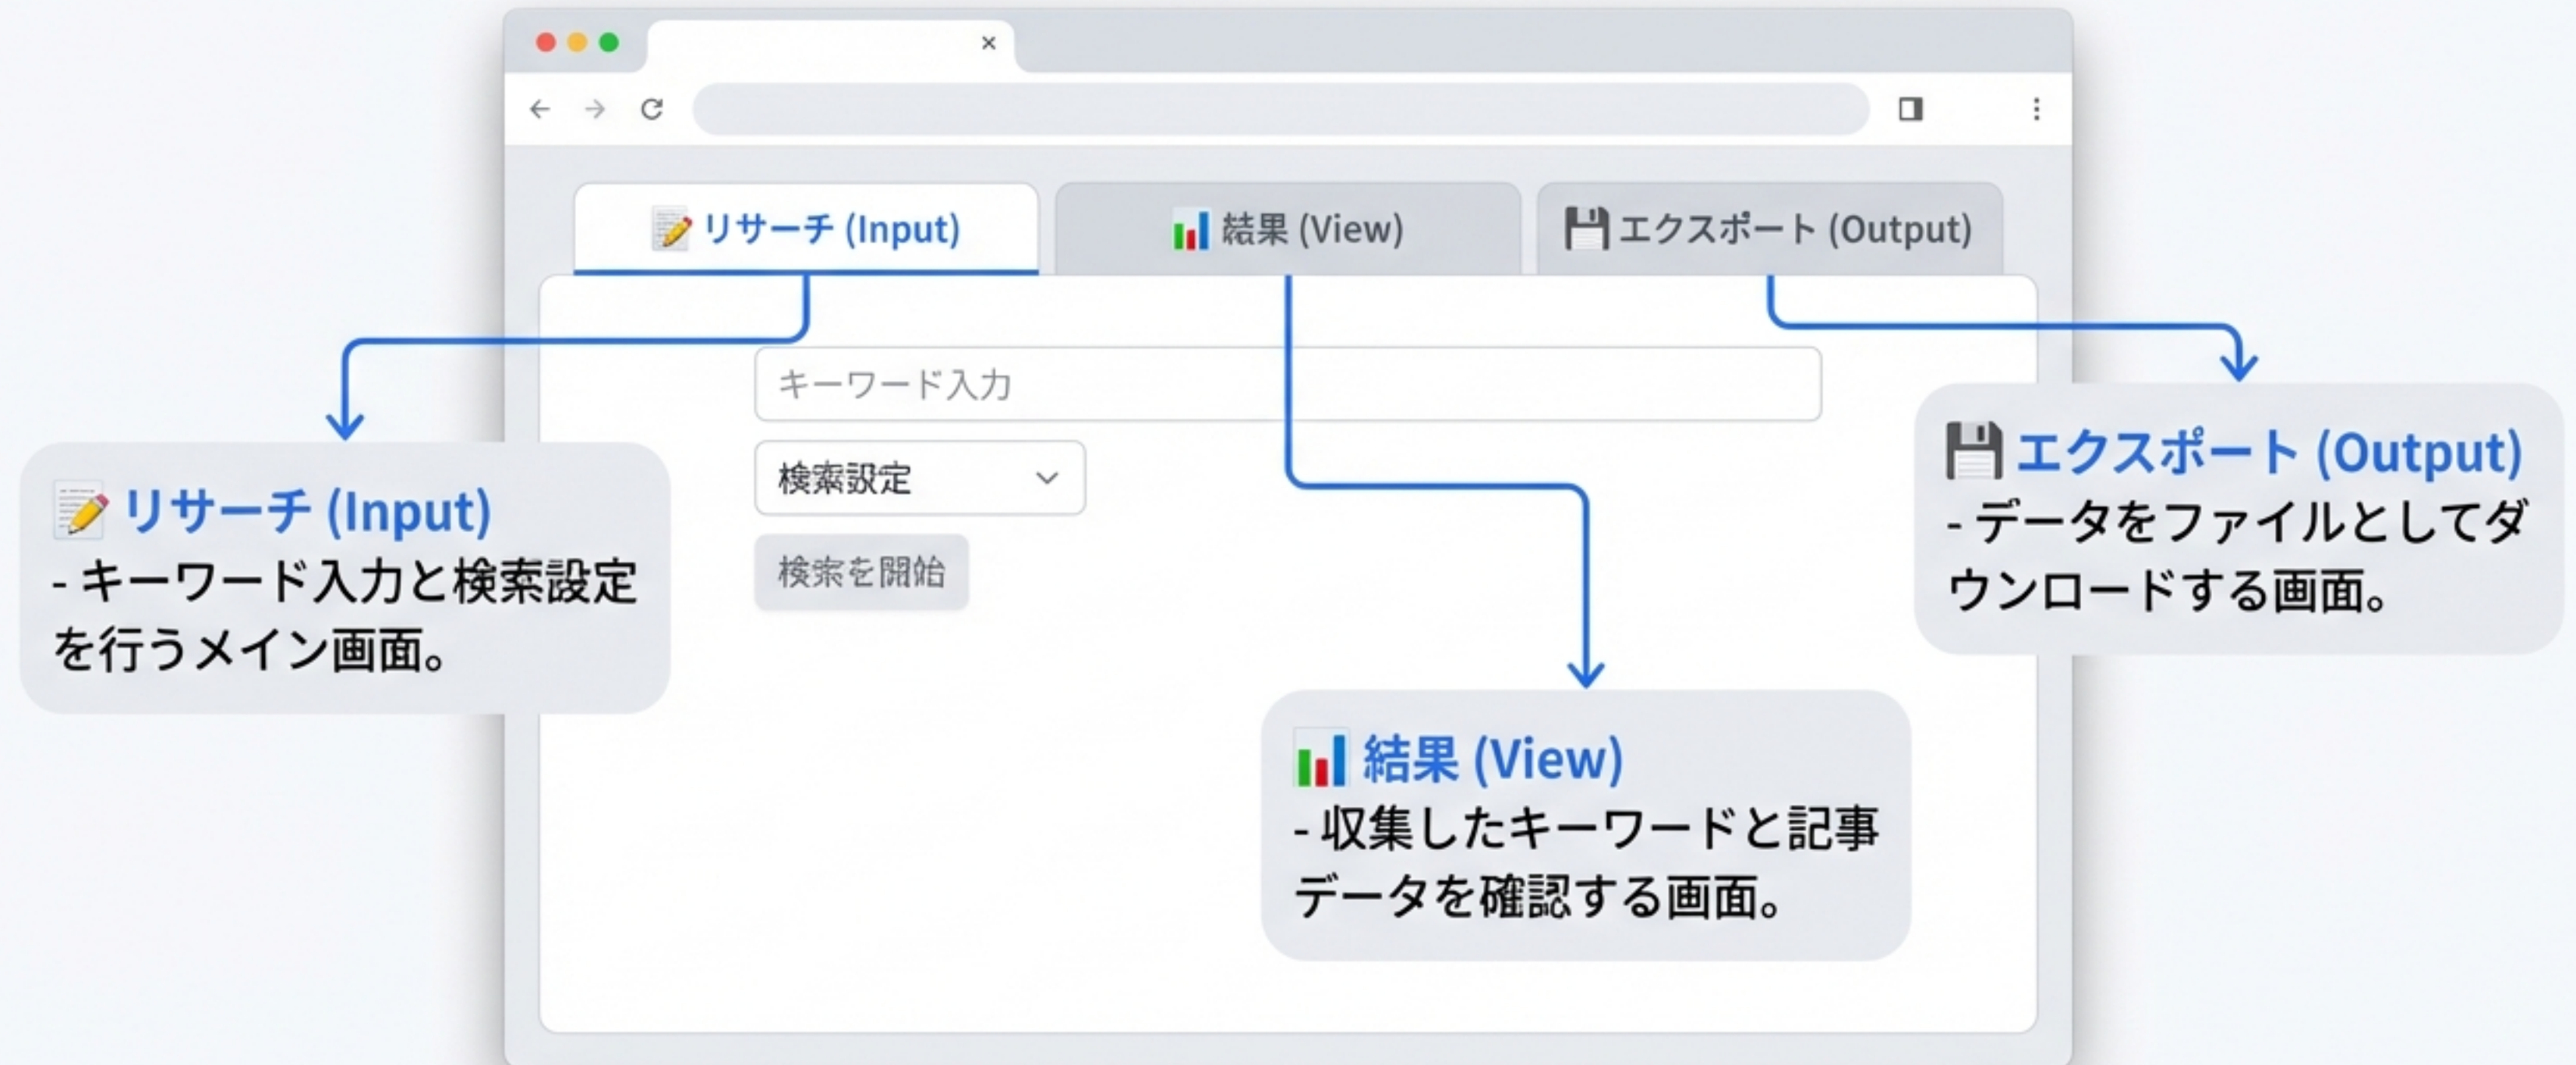 リサーチ (Input)
結果 (View)
エクスポート (Output)
キーワード入力
検索設定
検索を開始
リサーチ (Input)
- キーワード入力と検索設定
を行うメイン画面。
結果 (View)
- 収集したキーワードと記事
データを確認する画面。
エクスポート (Output)
- データをファイルとしてダ
ウンロードする画面。